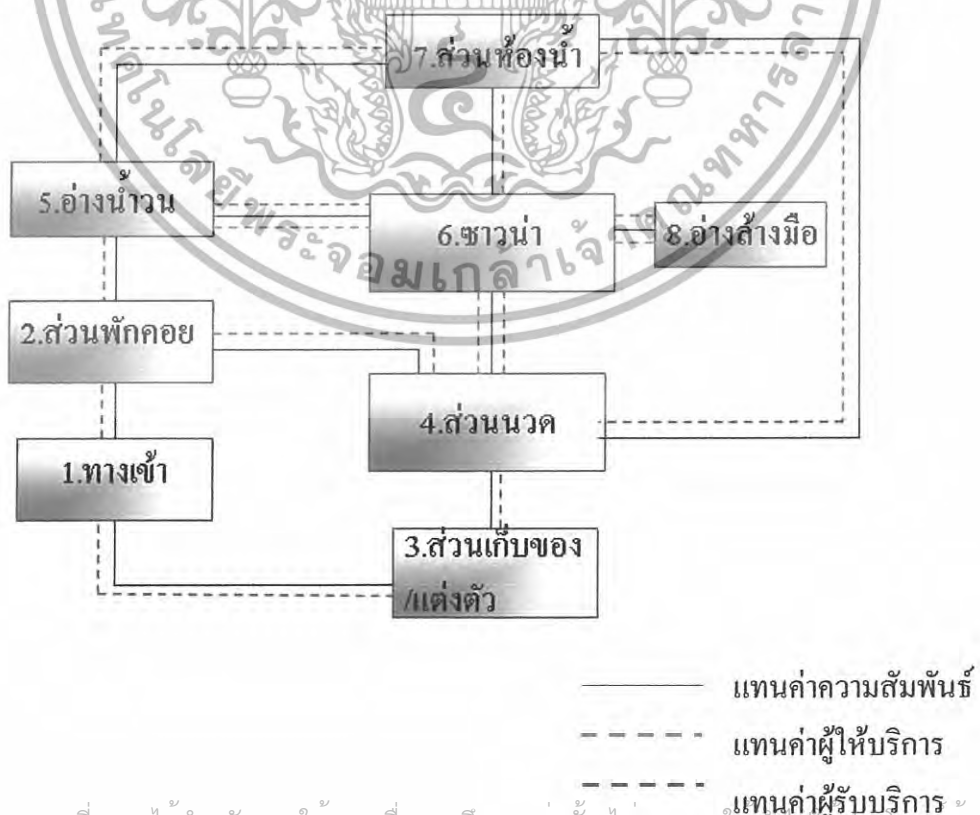 7.ส่วนห้องน้ำ
5.อ่างน้ำวน
6.ซาวน่า
8.อ่างล้างมือ
2.ส่วนพักคอย
4.ส่วนนวด
1.ทางเข้า
3.ส่วนเก็บของ
/แต่งตัว
แทนค่าความสัมพันธ์
แทนค่าผู้ให้บริการ
แทนค่าผู้รับบริการ